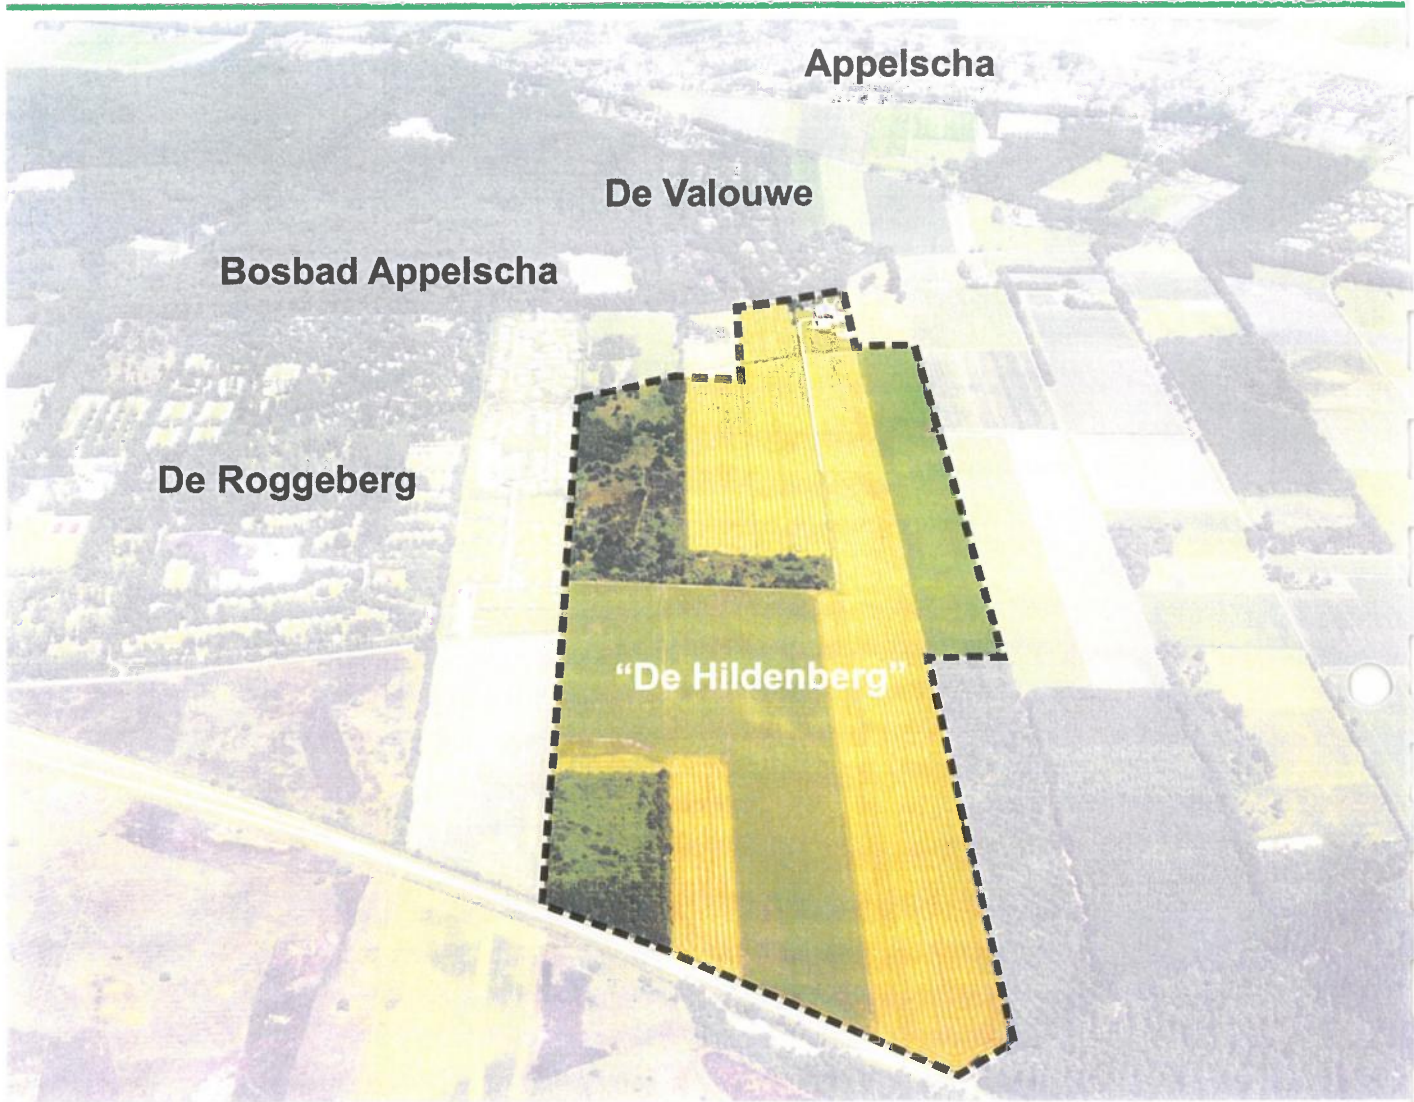 Appelscha
De Valouwe
Bosbad Appelscha
De Roggeberg
“De Hildenberg”